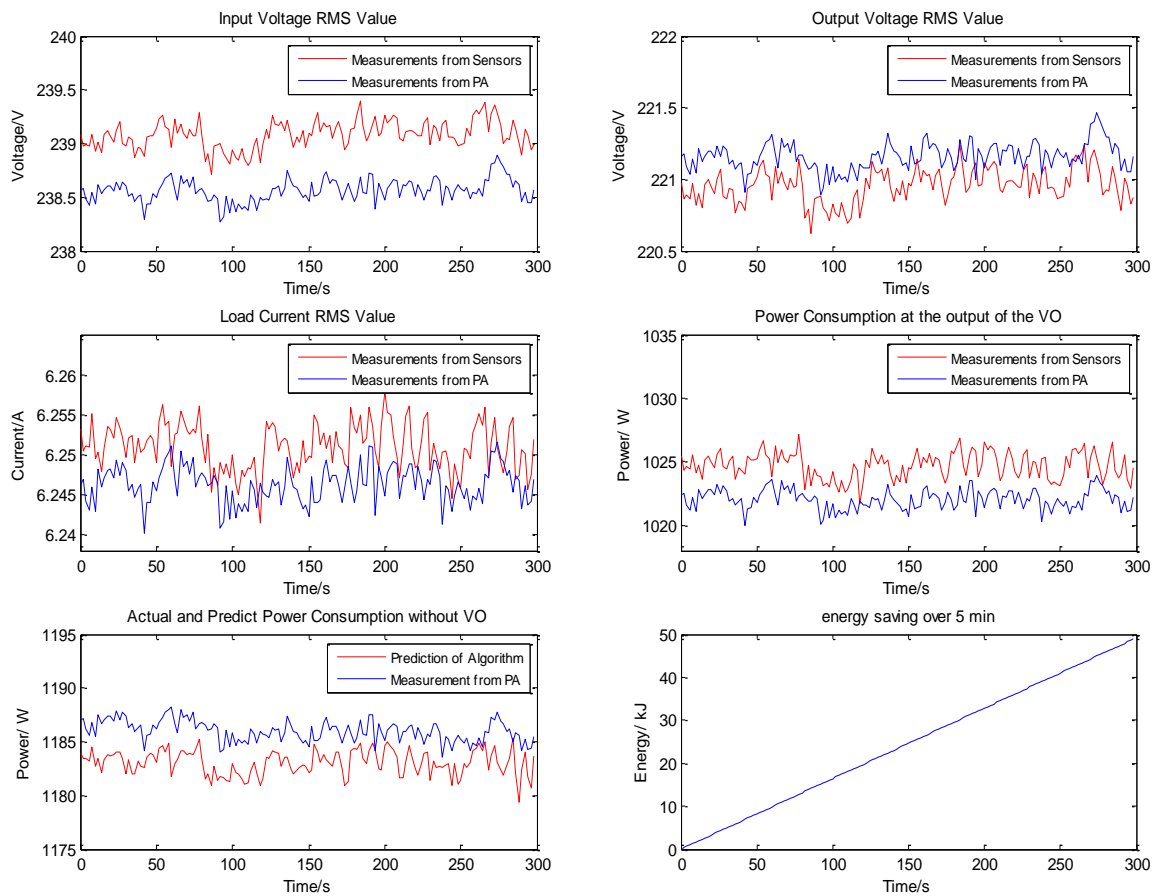 Input Voltage RMS Value
240
239.5
239
238.5
238
Voltage/V
Measurements from Sensors
Measurements from PA
0 50 100 150 200 250 300
Time/s
Output Voltage RMS Value
222
221.5
221
220.5
Voltage/V
Measurements from Sensors
Measurements from PA
0 50 100 150 200 250 300
Time/s
Load Current RMS Value
6.26
6.255
6.25
6.245
6.24
Current/A
Measurements from Sensors
Measurements from PA
0 50 100 150 200 250 300
Time/s
Power Consumption at the output of the VO
1035
1030
1025
1020
Power/ W
Measurements from Sensors
Measurements from PA
0 50 100 150 200 250 300
Time/s
Actual and Predict Power Consumption without VO
1195
1190
1185
1180
1175
Power/ W
Prediction of Algorithm
Measurement from PA
0 50 100 150 200 250 300
Time/s
energy saving over 5 min
50
40
30
20
10
0
Energy/ kJ
0 50 100 150 200 250 300
Time/s